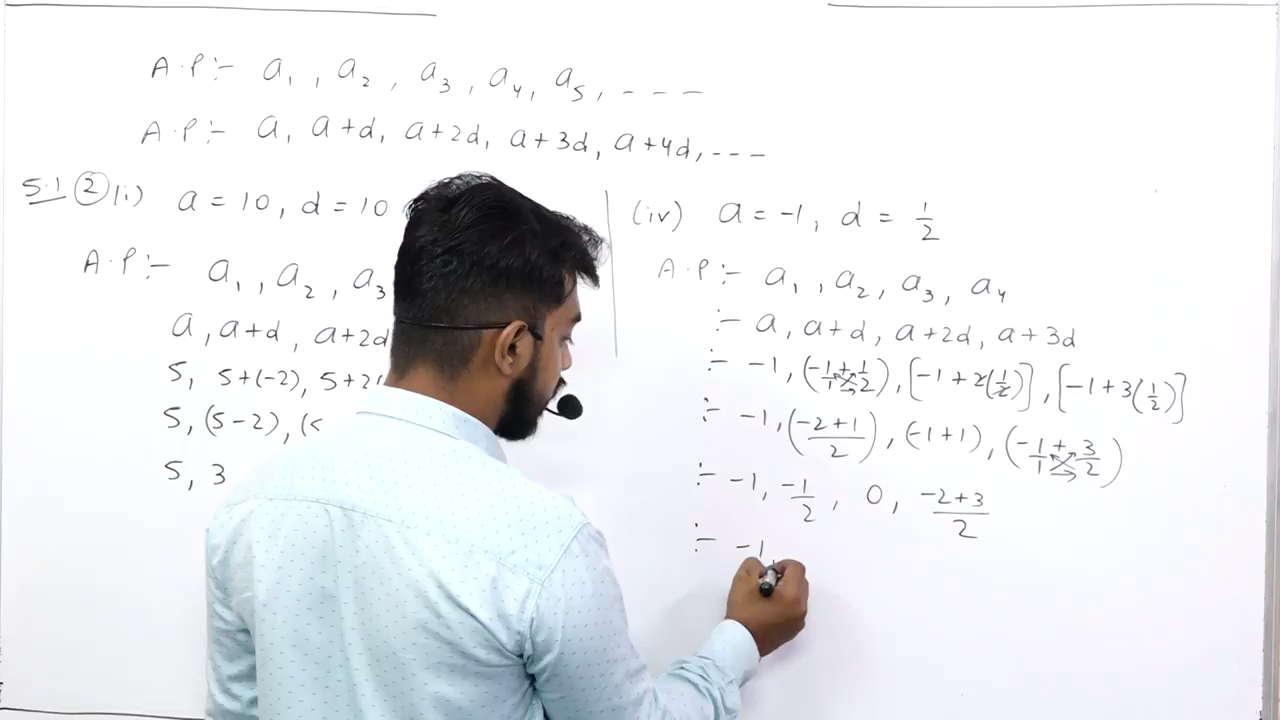 A.P:- a₁, a₂, a₃, a₄, a₅, - - -
A.P:- a, a+d, a+2d, a+3d, a+4d, - - -
5.1 ② (i) a = 10, d = 10
A.P:- a₁, a₂, a₃
a, a+d, a+2d
5, 5+(-2), 5+2(
5, (5-2), (5
5, 3
(iv) a = -1, d = 1/2
A.P:- a₁, a₂, a₃, a₄
:- a, a+d, a+2d, a+3d
:- -1, (-1/1 + 1/2), [-1+2(1/2)], [-1+3(1/2)]
:- -1, (-2+1/2), (-1+1), (-1/1 + 3/2)
:- -1, -1/2, 0, -2+3/2
:- -1,